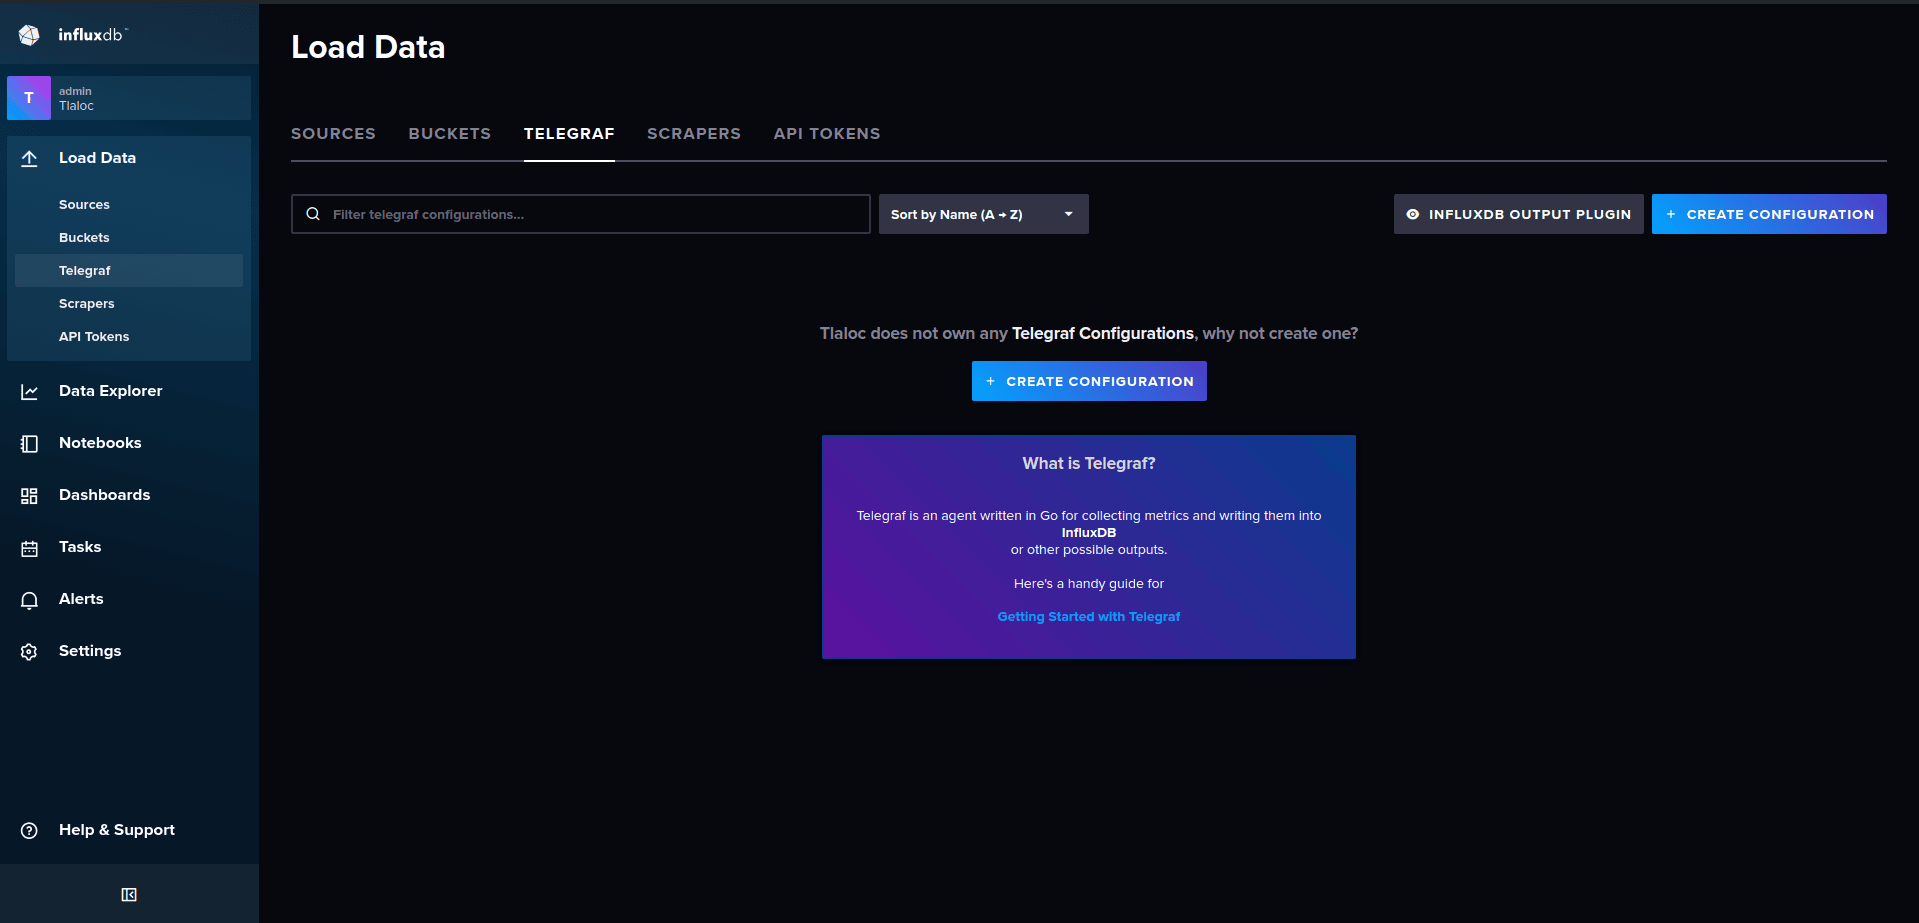 influxdb™
T
admin
Tlaloc
Load Data
Sources
Buckets
Telegraf
Scrapers
API Tokens
Data Explorer
Notebooks
Dashboards
Tasks
Alerts
Settings
Help & Support
Load Data
SOURCES BUCKETS TELEGRAF SCRAPERS API TOKENS
Filter telegraf configurations...
Sort by Name (A → Z)
INFLUXDB OUTPUT PLUGIN
+ CREATE CONFIGURATION
Tlaloc does not own any Telegraf Configurations, why not create one?
+ CREATE CONFIGURATION
What is Telegraf?
Telegraf is an agent written in Go for collecting metrics and writing them into
InfluxDB
or other possible outputs.
Here's a handy guide for
Getting Started with Telegraf